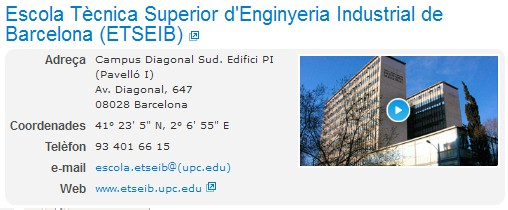 Escola Tècnica Superior d'Enginyeria Industrial de
Barcelona (ETSEIB)
Adreça Campus Diagonal Sud. Edifici PI
(Pavelló I)
Av. Diagonal, 647
08028 Barcelona
Coordenades 41° 23' 5" N, 2° 6' 55" E
Telèfon 93 401 66 15
e-mail escola.etseib@(upc.edu)
Web www.etseib.upc.edu